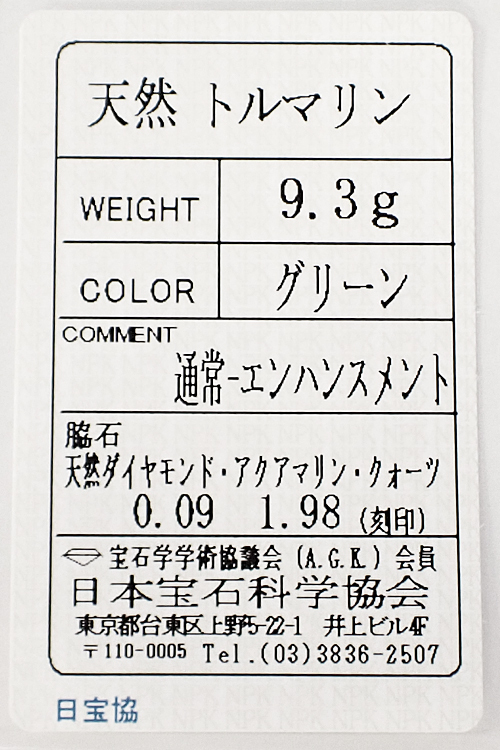 天然 トルマリン
WEIGHT 9.3g
COLOR グリーン
COMMENT
通常-エンハンスメント
脇石
天然ダイヤモンド・アクアマリン・クォーツ
0.09 1.98 (刻印)
宝石学学術協議会 (A.G.K.) 会員
日本宝石科学協会
東京都台東区上野5-22-1 井上ビル4F
〒110-0005 Tel.(03)3836-2507
日宝協